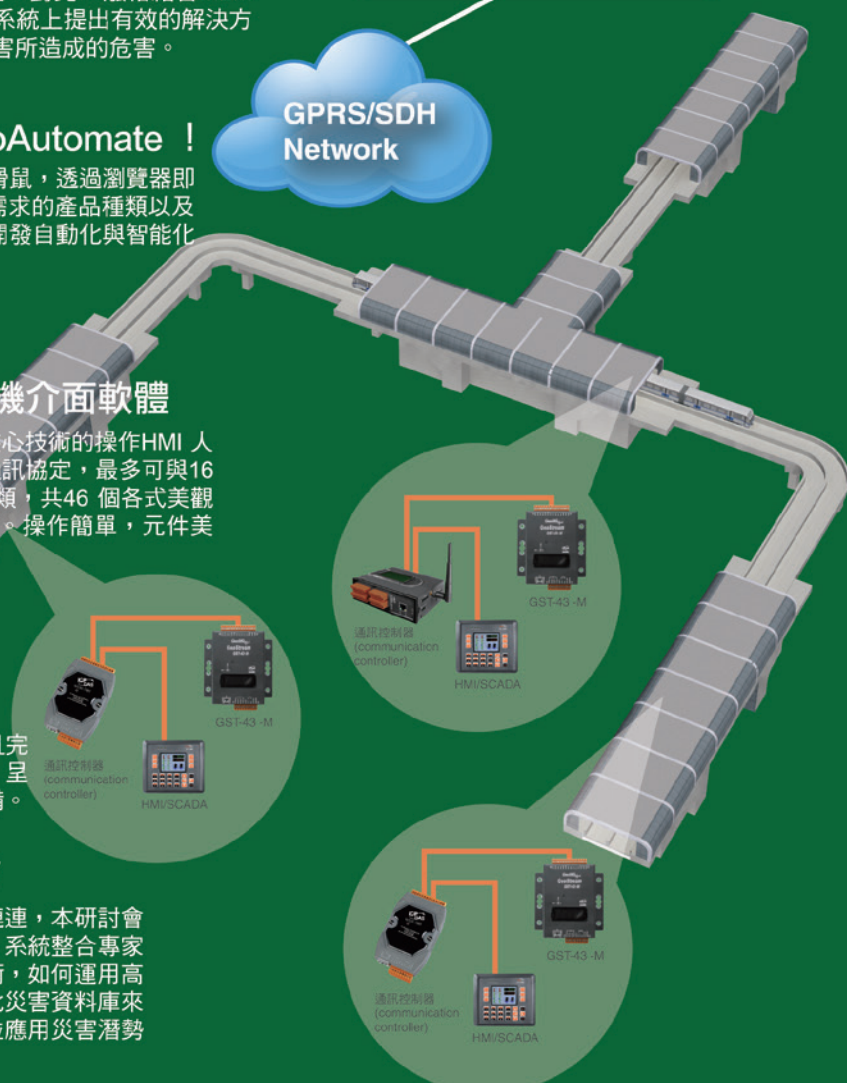 系統上提出有效的解決方
害所造成的危害。
GPRS/SDH
Network
oAutomate !
滑鼠，透過瀏覽器即
需求的產品種類以及
開發自動化與智能化
機介面軟體
心技術的操作HMI 人
訊協定，最多可與16
類，共46 個各式美觀
。操作簡單，元件美
GST-43 -M
通訊控制器
(communication
controller)
HMI/SCADA
GST-43 -M
通訊控制器
(communication
controller)
HMI/SCADA
且完
呈
備。
連，本研討會
系統整合專家
術，如何運用高
化災害資料庫來
位應用災害潛勢
GST-43 -M
通訊控制器
(communication
controller)
HMI/SCADA